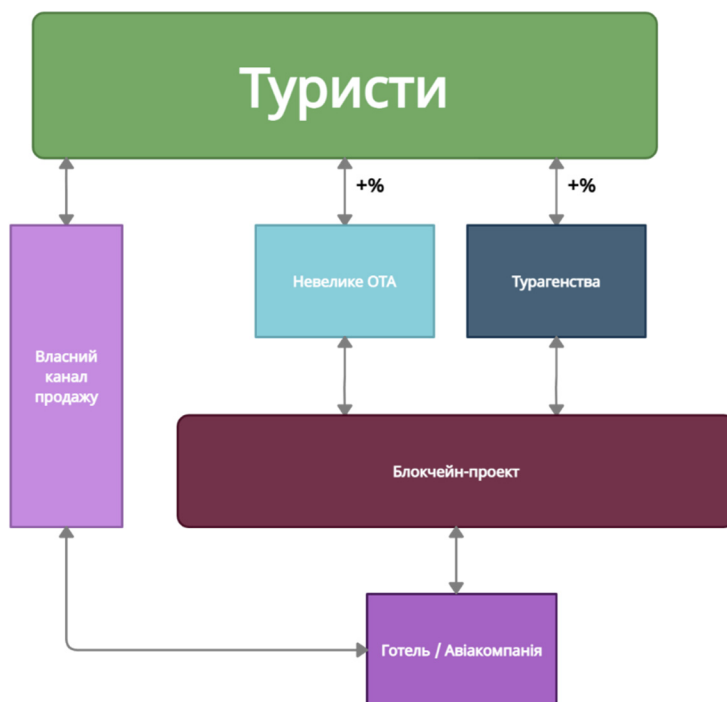 Туристи
+%
+%
Невелике ОТА
Турагенства
Власний
канал
продажу
Блокчейн-проект
Готель / Авіакомпанія